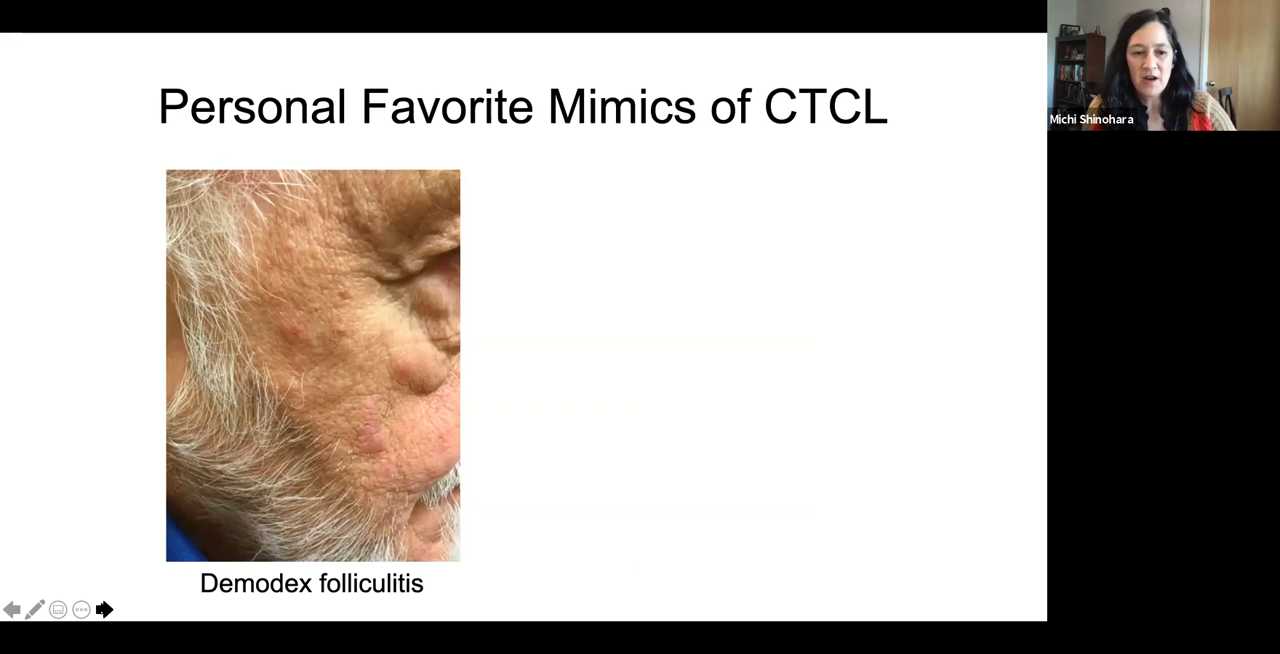 Personal Favorite Mimics of CTCL
Michi Shinohara
Demodex folliculitis